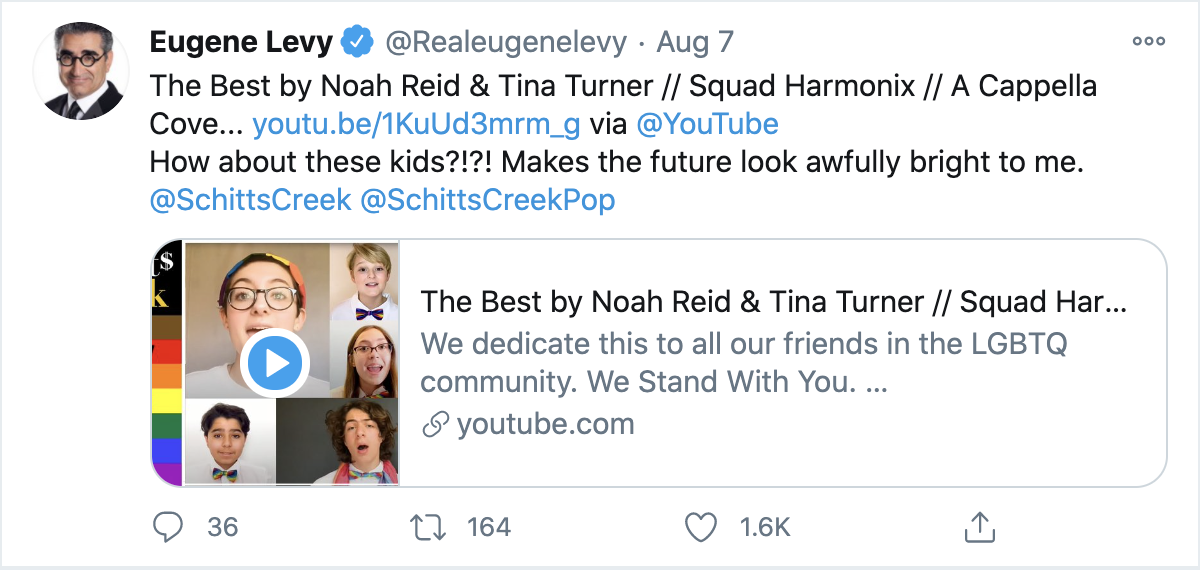 Eugene Levy @Realeugenelevy · Aug 7
The Best by Noah Reid & Tina Turner // Squad Harmonix // A Cappella
Cove... youtu.be/1KuUd3mrm_g via @YouTube
How about these kids?!?! Makes the future look awfully bright to me.
@SchittsCreek @SchittsCreekPop
t$
k
The Best by Noah Reid & Tina Turner // Squad Har...
We dedicate this to all our friends in the LGBTQ
community. We Stand With You. ...
youtube.com
36 164 1.6K